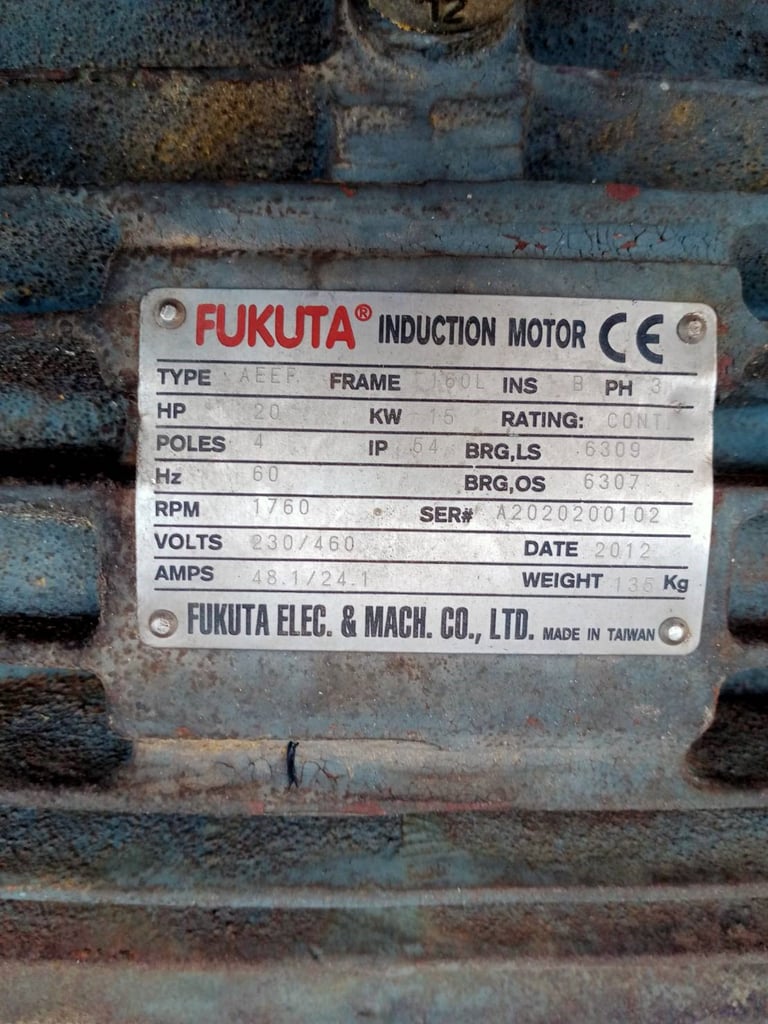 12
FUKUTA® INDUCTION MOTOR CE
TYPE AEEF FRAME 160L INS B PH 3
HP 20 KW 15 RATING: CONT.
POLES 4 IP 54 BRG,LS 6309
Hz 60 BRG,OS 6307
RPM 1760 SER# A2020200102
VOLTS 230/460 DATE 2012
AMPS 48.1/24.1 WEIGHT 135 Kg
FUKUTA ELEC. & MACH. CO., LTD. MADE IN TAIWAN